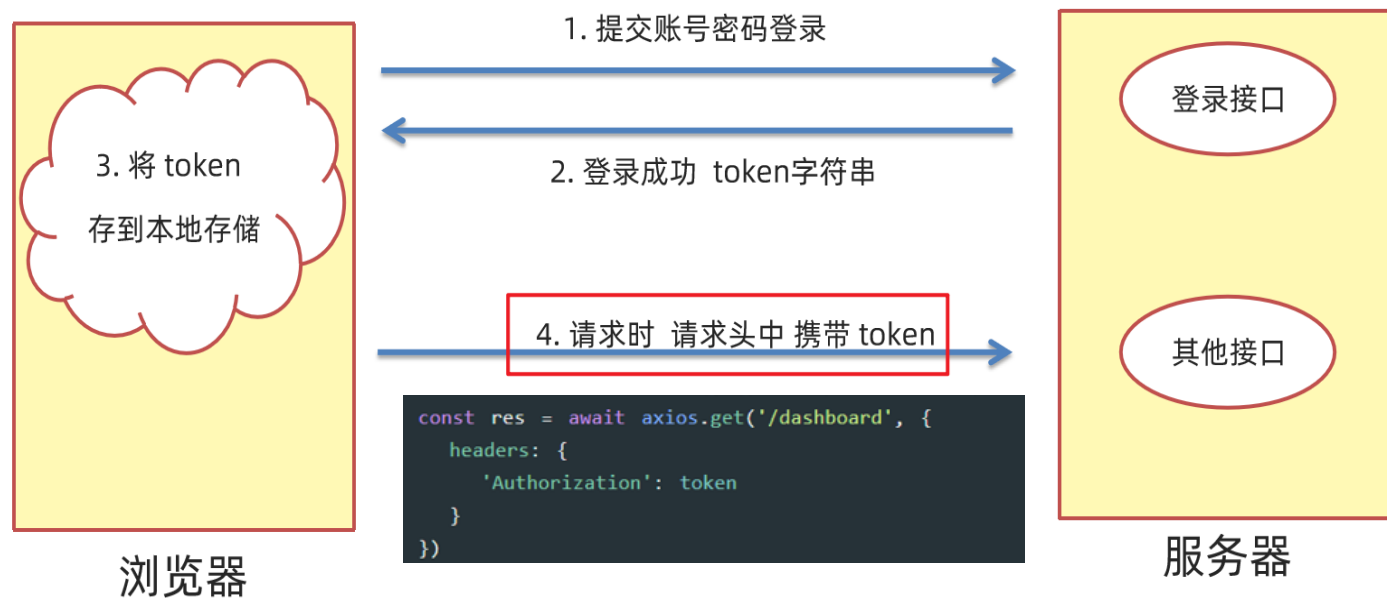 1. 提交账号密码登录
登录接口
3. 将 token
存到本地存储
2. 登录成功  token字符串
4. 请求时  请求头中 携带 token
其他接口
const res = await axios.get('/dashboard', {
headers: {
'Authorization': token
}
})
浏览器
服务器